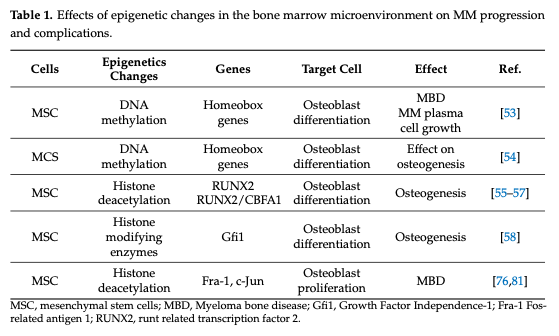 Table 1. Effects of epigenetic changes in the bone marrow microenvironment on MM progression
and complications.
Cells Epigenetics Changes Genes Target Cell Effect Ref.
MSC DNA methylation Homeobox genes Osteoblast differentiation MBD MM plasma cell growth [53]
MCS DNA methylation Homeobox genes Osteoblast differentiation Effect on osteogenesis [54]
MSC Histone deacetylation RUNX2 RUNX2/CBFA1 Osteoblast differentiation Osteogenesis [55–57]
MSC Histone modifying enzymes Gfi1 Osteoblast differentiation Osteogenesis [58]
MSC Histone deacetylation Fra-1, c-Jun Osteoblast proliferation MBD [76,81]
MSC, mesenchymal stem cells; MBD, Myeloma bone disease; Gfi1, Growth Factor Independence-1; Fra-1 Fos-
related antigen 1; RUNX2, runt related transcription factor 2.